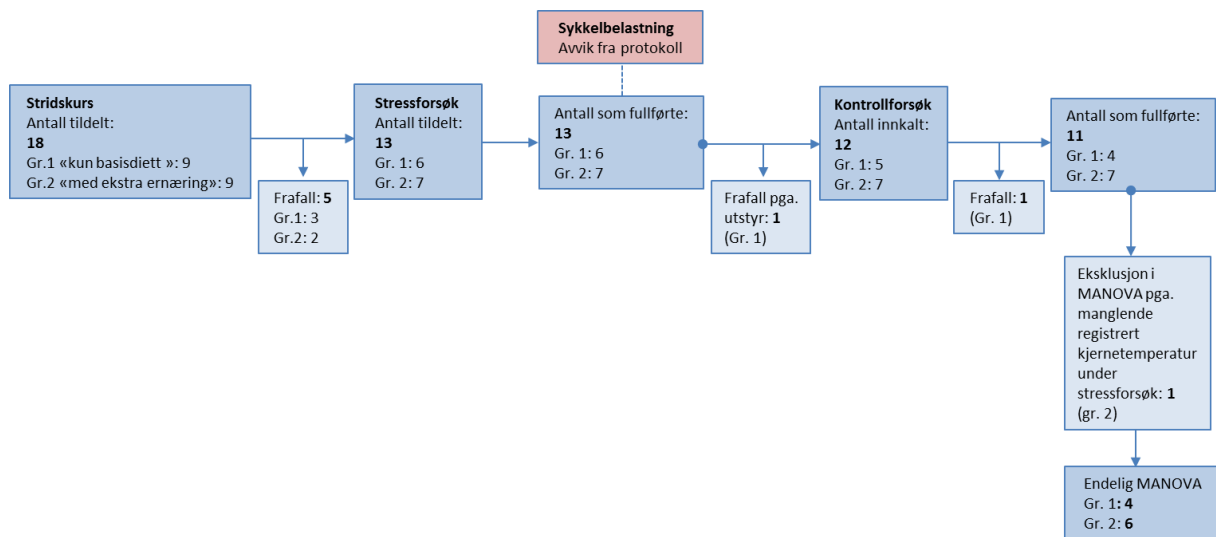 Sykkelbelastning
Avvik fra protokoll
Stridskurs
Antall tildelt:
18
Gr.1 «kun basisdiett »: 9
Gr.2 «med ekstra ernæring»: 9
Frafall: 5
Gr.1: 3
Gr.2: 2
Stressforsøk
Antall tildelt:
13
Gr. 1: 6
Gr. 2: 7
Antall som fullførte:
13
Gr. 1: 6
Gr. 2: 7
Frafall pga.
utstyr: 1
(Gr. 1)
Kontrollforsøk
Antall innkalt:
12
Gr. 1: 5
Gr. 2: 7
Frafall: 1
(Gr. 1)
Antall som fullførte:
11
Gr. 1: 4
Gr. 2: 7
Eksklusjon i
MANOVA pga.
manglende
registrert
kjernetemperatur
under
stressforsøk: 1
(gr. 2)
Endelig MANOVA
Gr. 1: 4
Gr. 2: 6